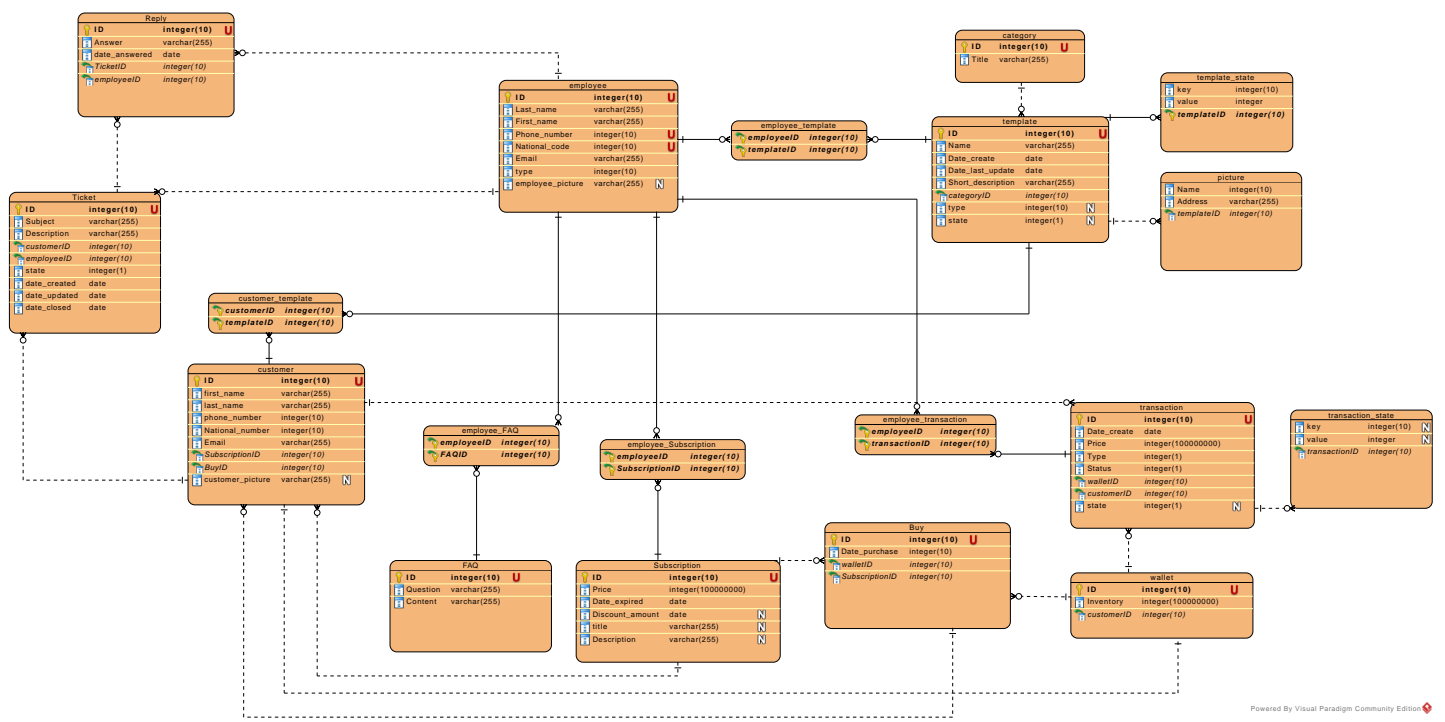 Reply
ID integer(10) U
Answer varchar(255)
date_answered date
TicketID integer(10)
employeeID integer(10)
category
ID integer(10) U
Title varchar(255)
template_state
key integer(10)
value integer
templateID integer(10)
employee
ID integer(10) U
Last_name varchar(255)
First_name varchar(255)
Phone_number integer(10) U
National_code integer(10) U
Email varchar(255)
type integer(10)
employee_picture varchar(255) N
employee_template
employeeID integer(10)
templateID integer(10)
template
ID integer(10) U
Name varchar(255)
Date_create date
Date_last_update date
Short_description varchar(255)
categoryID integer(10)
type integer(10) N
state integer(1) N
picture
Name integer(10)
Address varchar(255)
templateID integer(10)
Ticket
ID integer(10) U
Subject varchar(255)
Description varchar(255)
customerID integer(10)
employeeID integer(10)
state integer(1)
date_created date
date_updated date
date_closed date
customer_template
customerID integer(10)
templateID integer(10)
customer
ID integer(10) U
first_name varchar(255)
last_name varchar(255)
phone_number integer(10)
National_number integer(10)
Email varchar(255)
SubscriptionID integer(10)
BuyID integer(10)
customer_picture varchar(255) N
employee_FAQ
employeeID integer(10)
FAQID integer(10)
employee_Subscription
employeeID integer(10)
SubscriptionID integer(10)
employee_transaction
employeeID integer(10)
transactionID integer(10)
transaction
ID integer(10) U
Date_create date
Price integer(100000000)
Type integer(1)
Status integer(1)
walletID integer(10)
customerID integer(10)
state integer(1) N
transaction_state
key integer(10) N
value integer N
transactionID integer(10)
FAQ
ID integer(10) U
Question varchar(255)
Content varchar(255)
Subscription
ID integer(10) U
Price integer(100000000)
Date_expired date
Discount_amount date N
title varchar(255) N
Description varchar(255) N
Buy
ID integer(10) U
Date_purchase integer(10)
walletID integer(10)
SubscriptionID integer(10)
wallet
ID integer(10) U
Inventory integer(100000000)
customerID integer(10)
Powered By Visual Paradigm Community Edition